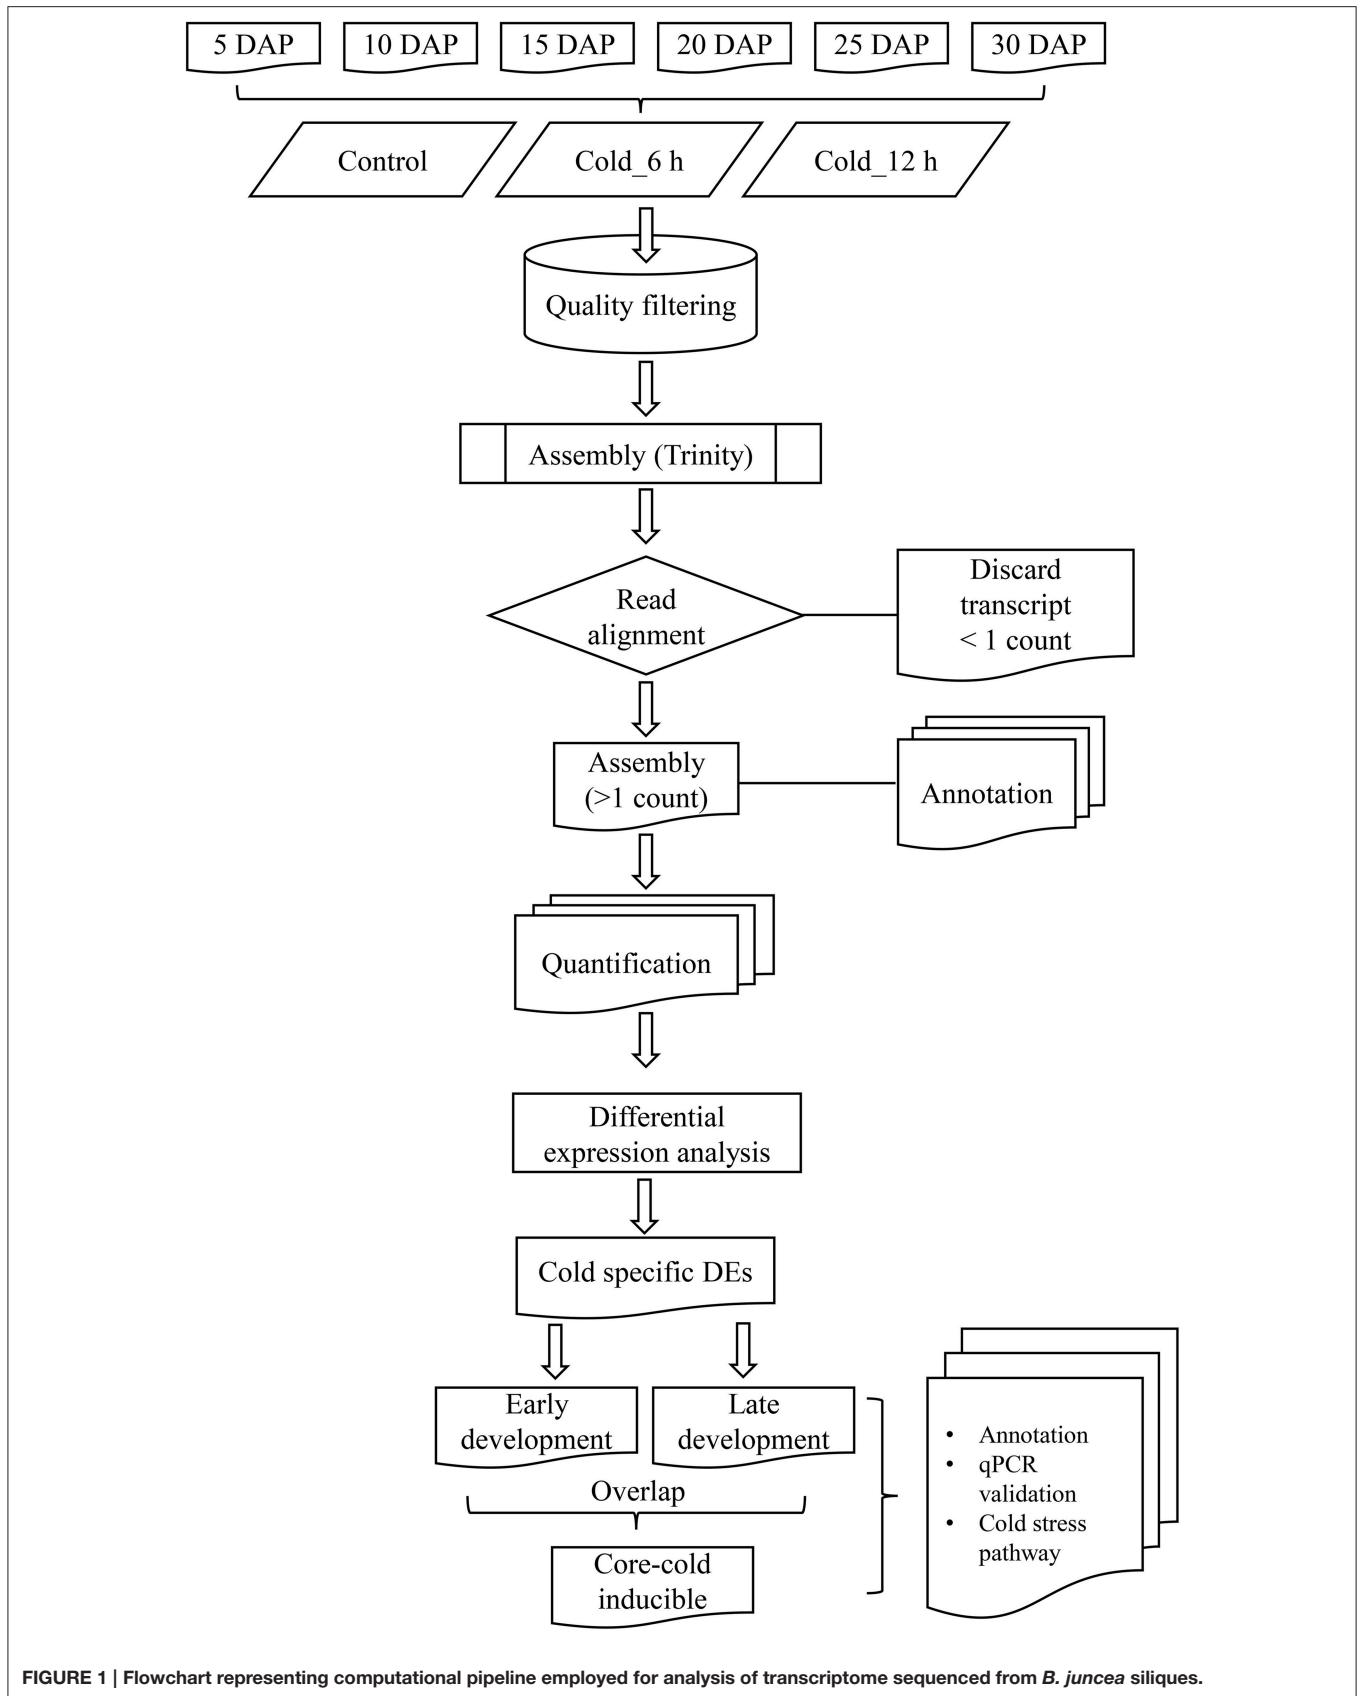 5 DAP
10 DAP
15 DAP
20 DAP
25 DAP
30 DAP
Control
Cold_6 h
Cold_12 h
Quality filtering
Assembly (Trinity)
Read
alignment
Discard
transcript
< 1 count
Assembly
(>1 count)
Annotation
Quantification
Differential
expression analysis
Cold specific DEs
Early
development
Late
development
Overlap
Core-cold
inducible
• Annotation
• qPCR
validation
• Cold stress
pathway
FIGURE 1 | Flowchart representing computational pipeline employed for analysis of transcriptome sequenced from B. juncea siliques.